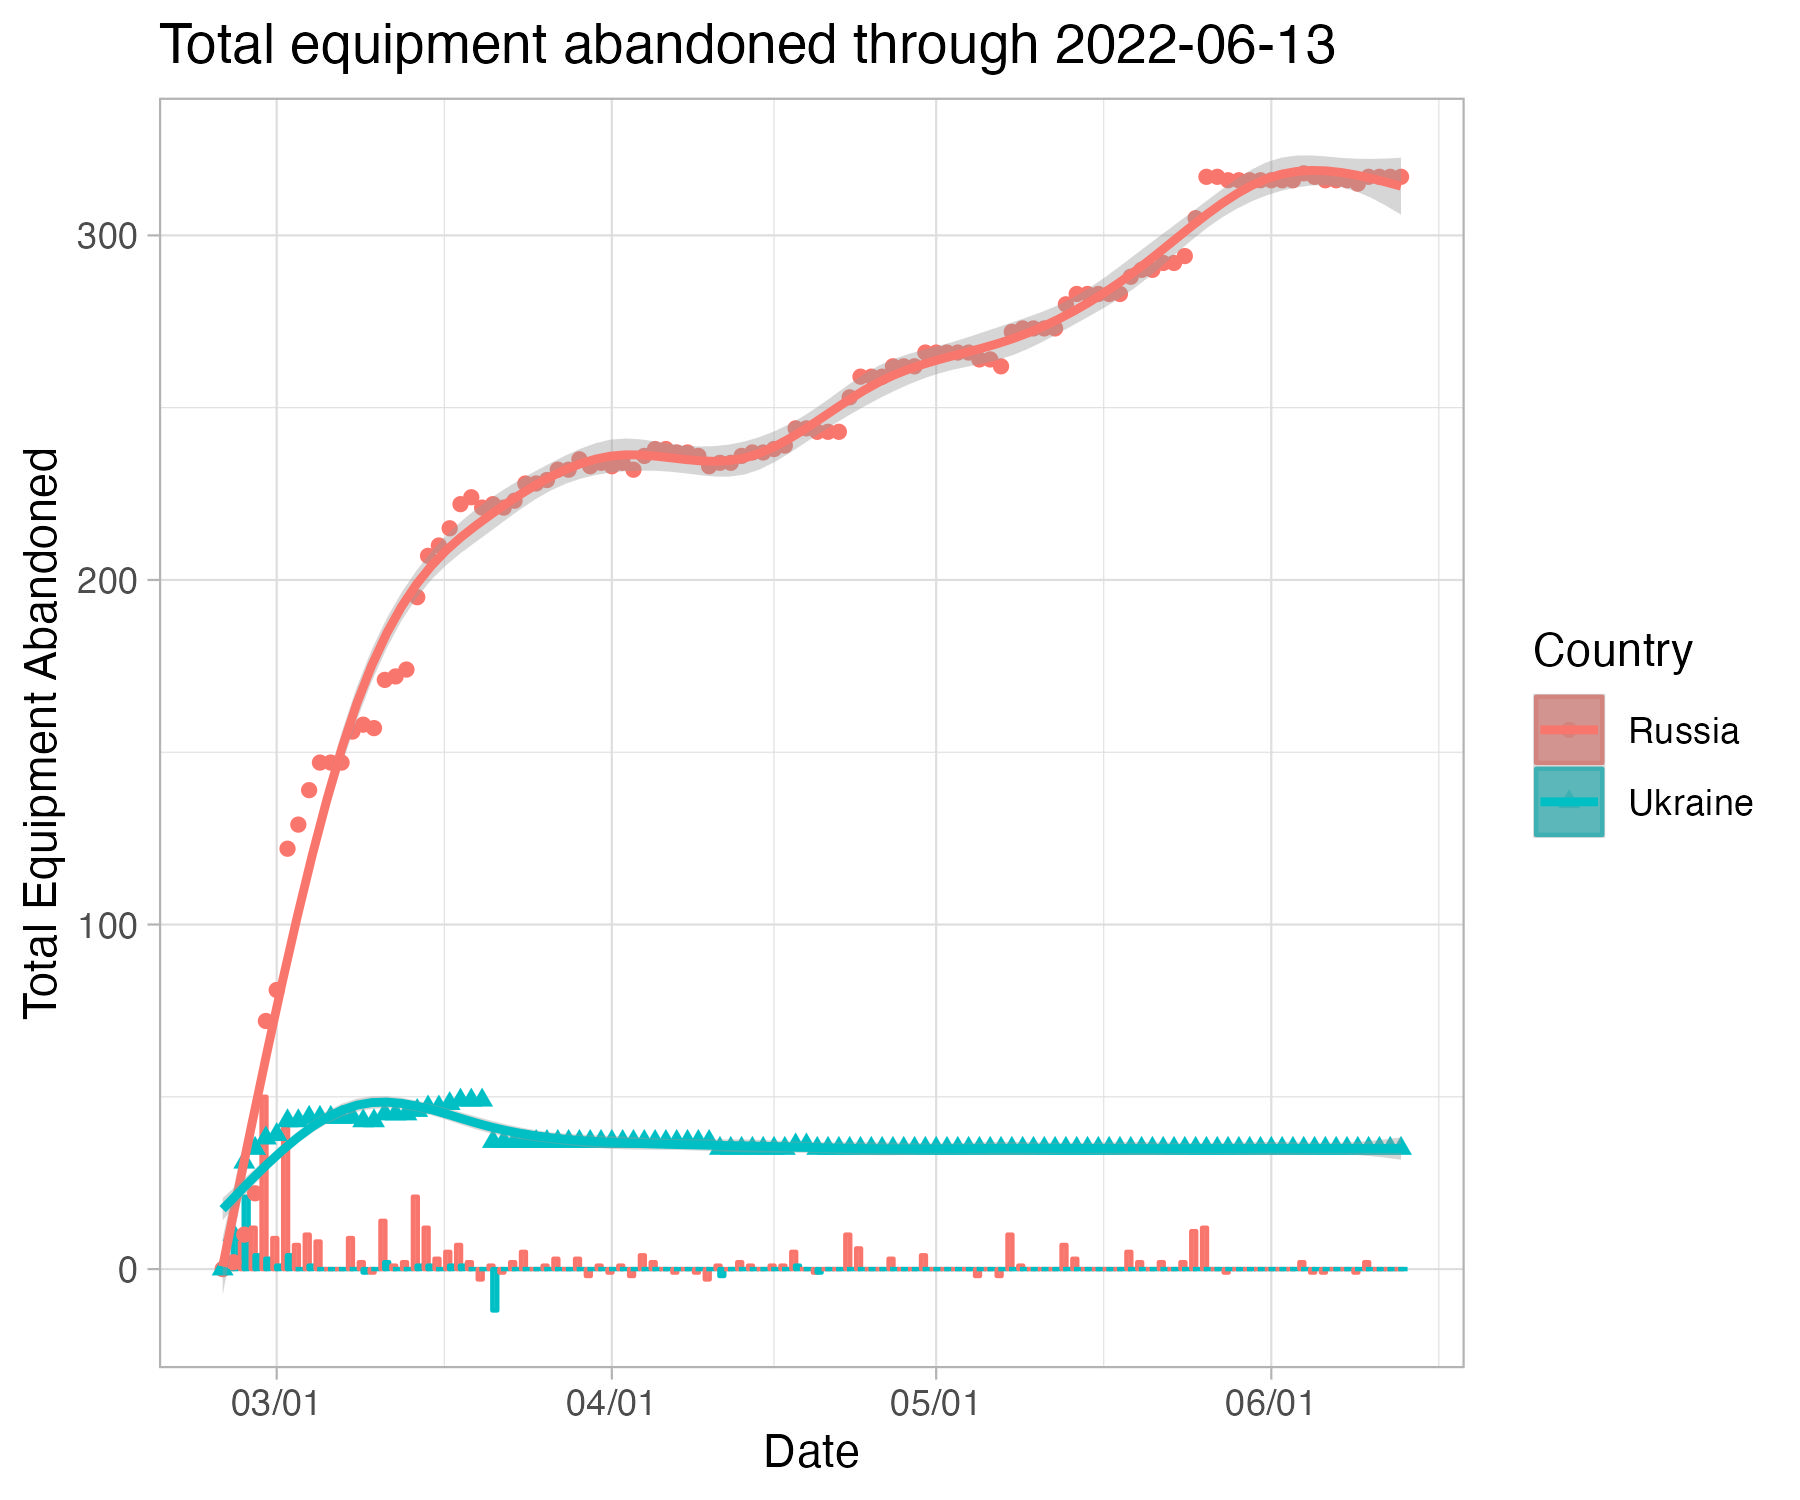 Total equipment abandoned through 2022-06-13
Total Equipment Abandoned
300
200
100
0
03/01
04/01
05/01
06/01
Date
Country
Russia
Ukraine